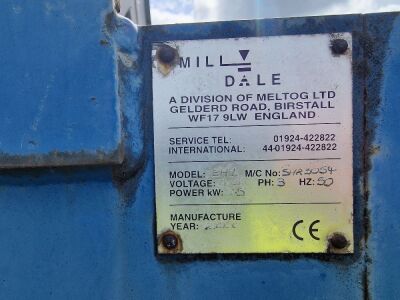 MILL
DALE
A DIVISION OF MELTOG LTD
GELDERD ROAD, BIRSTALL
WF17 9LW ENGLAND
SERVICE TEL: 01924-422822
INTERNATIONAL: 44-01924-422822
MODEL: M/C No: SHR5054
VOLTAGE: PH: 3 HZ: 50
POWER kW:
MANUFACTURE
YEAR:
CE